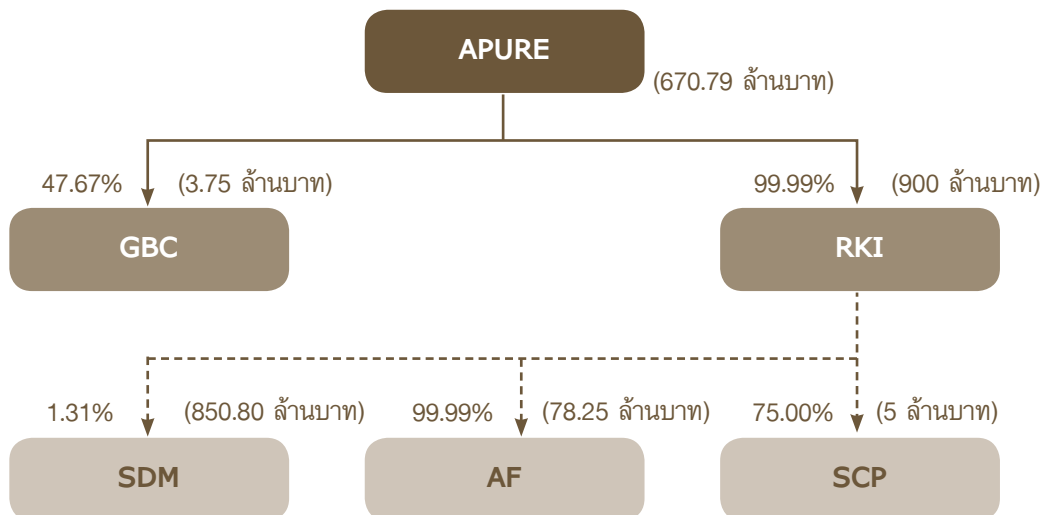 APURE
(670.79 ล้านบาท)
47.67% (3.75 ล้านบาท) 99.99% (900 ล้านบาท)
GBC RKI
1.31% (850.80 ล้านบาท) 99.99% (78.25 ล้านบาท) 75.00% (5 ล้านบาท)
SDM AF SCP